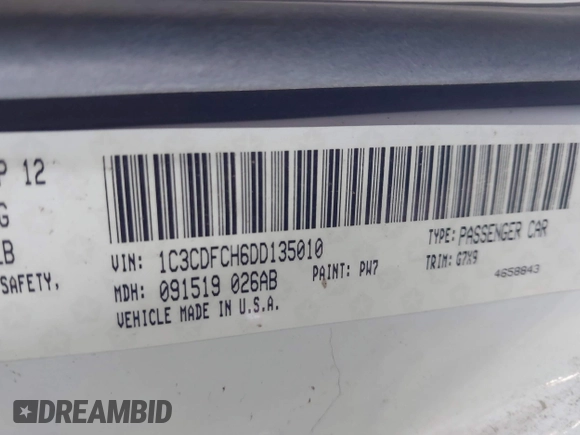 P 12
G
LB
SAFETY,
VIN: 1C3CDFCH6DD135010
TYPE: PASSENGER CAR
MDH: 091519 026AB
PAINT: PW7
TRIM: G7X9
VEHICLE MADE IN U.S.A.
4658843
DREAMBID